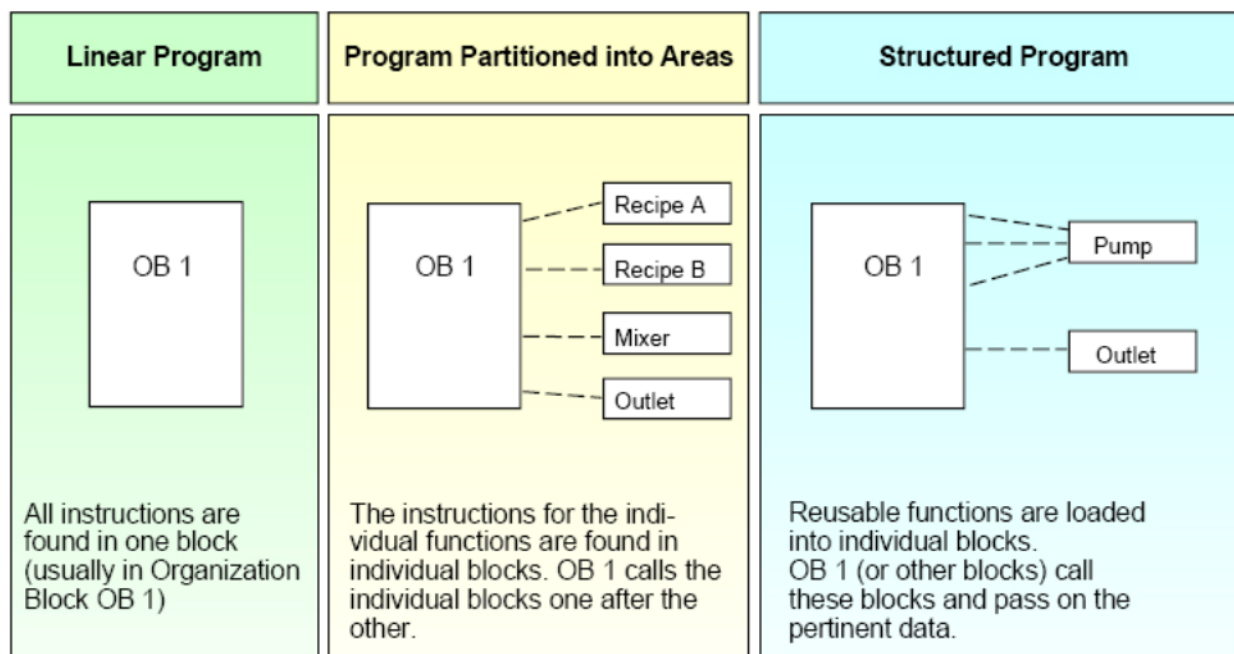 Linear Program
Program Partitioned into Areas
Structured Program
OB 1
OB 1
Recipe A
Recipe B
Mixer
Outlet
OB 1
Pump
Outlet
All instructions are
found in one block
(usually in Organization
Block OB 1)
The instructions for the indi-
vidual functions are found in
individual blocks. OB 1 calls the
individual blocks one after the
other.
Reusable functions are loaded
into individual blocks.
OB 1 (or other blocks) call
these blocks and pass on the
pertinent data.